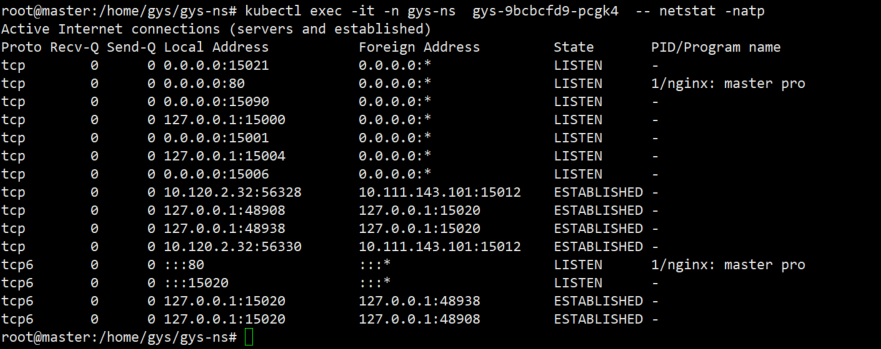 root@master:/home/gys/gys-ns# kubectl exec -it -n gys-ns  gys-9bcbcfd9-pcgk4  -- netstat -natp
Active Internet connections (servers and established)
Proto Recv-Q Send-Q Local Address           Foreign Address         State       PID/Program name
tcp        0      0 0.0.0.0:15021           0.0.0.0:*               LISTEN      -
tcp        0      0 0.0.0.0:80              0.0.0.0:*               LISTEN      1/nginx: master pro
tcp        0      0 0.0.0.0:15090           0.0.0.0:*               LISTEN      -
tcp        0      0 127.0.0.1:15000         0.0.0.0:*               LISTEN      -
tcp        0      0 0.0.0.0:15001           0.0.0.0:*               LISTEN      -
tcp        0      0 127.0.0.1:15004         0.0.0.0:*               LISTEN      -
tcp        0      0 0.0.0.0:15006           0.0.0.0:*               LISTEN      -
tcp        0      0 10.120.2.32:56328       10.111.143.101:15012    ESTABLISHED -
tcp        0      0 127.0.0.1:48908         127.0.0.1:15020         ESTABLISHED -
tcp        0      0 127.0.0.1:48938         127.0.0.1:15020         ESTABLISHED -
tcp        0      0 10.120.2.32:56330       10.111.143.101:15012    ESTABLISHED -
tcp6       0      0 :::80                   :::*                    LISTEN      1/nginx: master pro
tcp6       0      0 :::15020                :::*                    LISTEN      -
tcp6       0      0 127.0.0.1:15020         127.0.0.1:48938         ESTABLISHED -
tcp6       0      0 127.0.0.1:15020         127.0.0.1:48908         ESTABLISHED -
root@master:/home/gys/gys-ns#